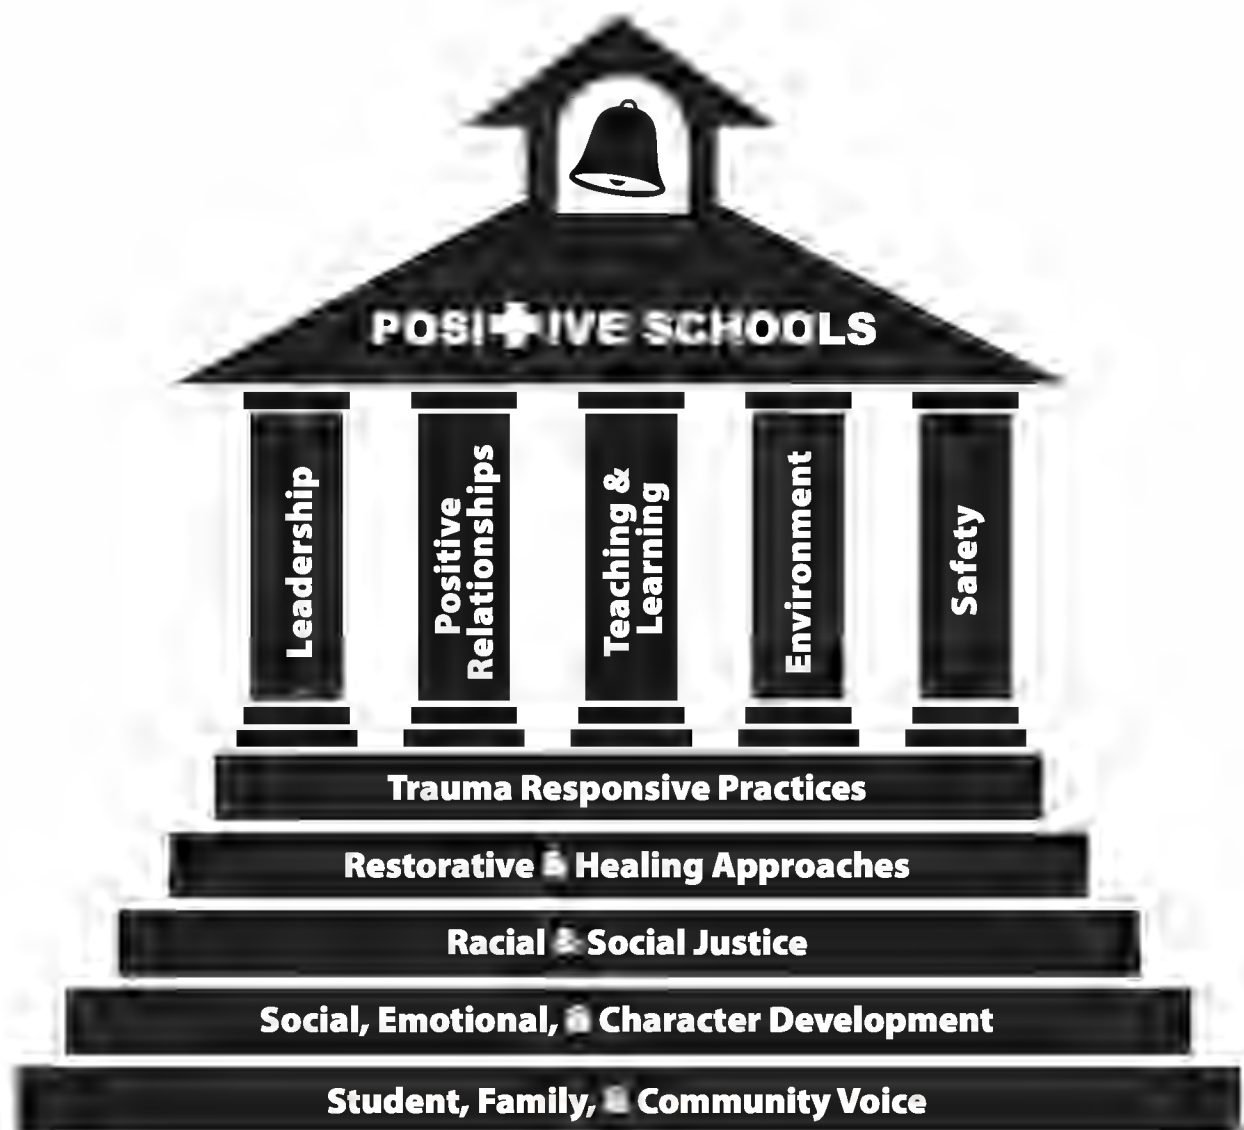 POSITIVE SCHOOLS
Leadership
Positive
Relationships
Teaching &
Learning
Environment
Safety
Trauma Responsive Practices
Restorative & Healing Approaches
Racial & Social Justice
Social, Emotional, & Character Development
Student, Family, & Community Voice